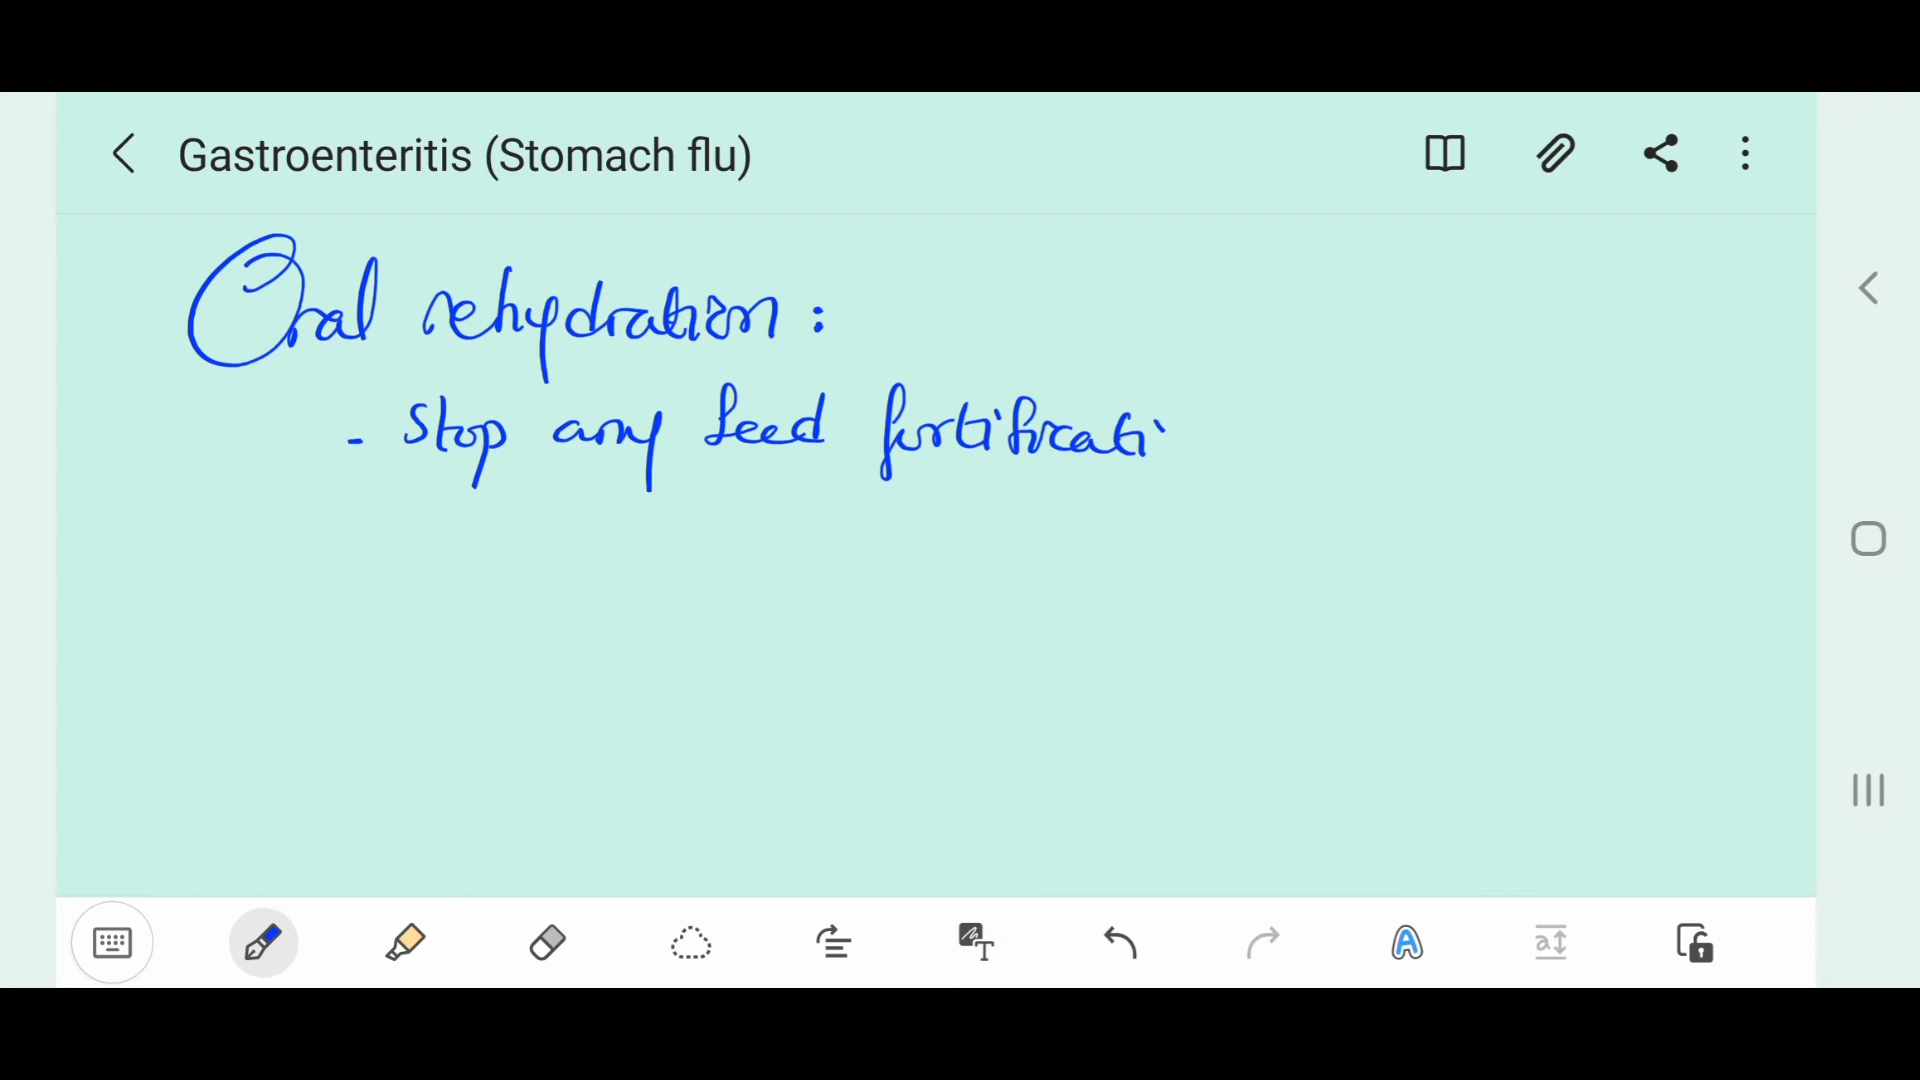 Gastroenteritis (Stomach flu)
Oral rehydration :
- Stop any feed fortificati